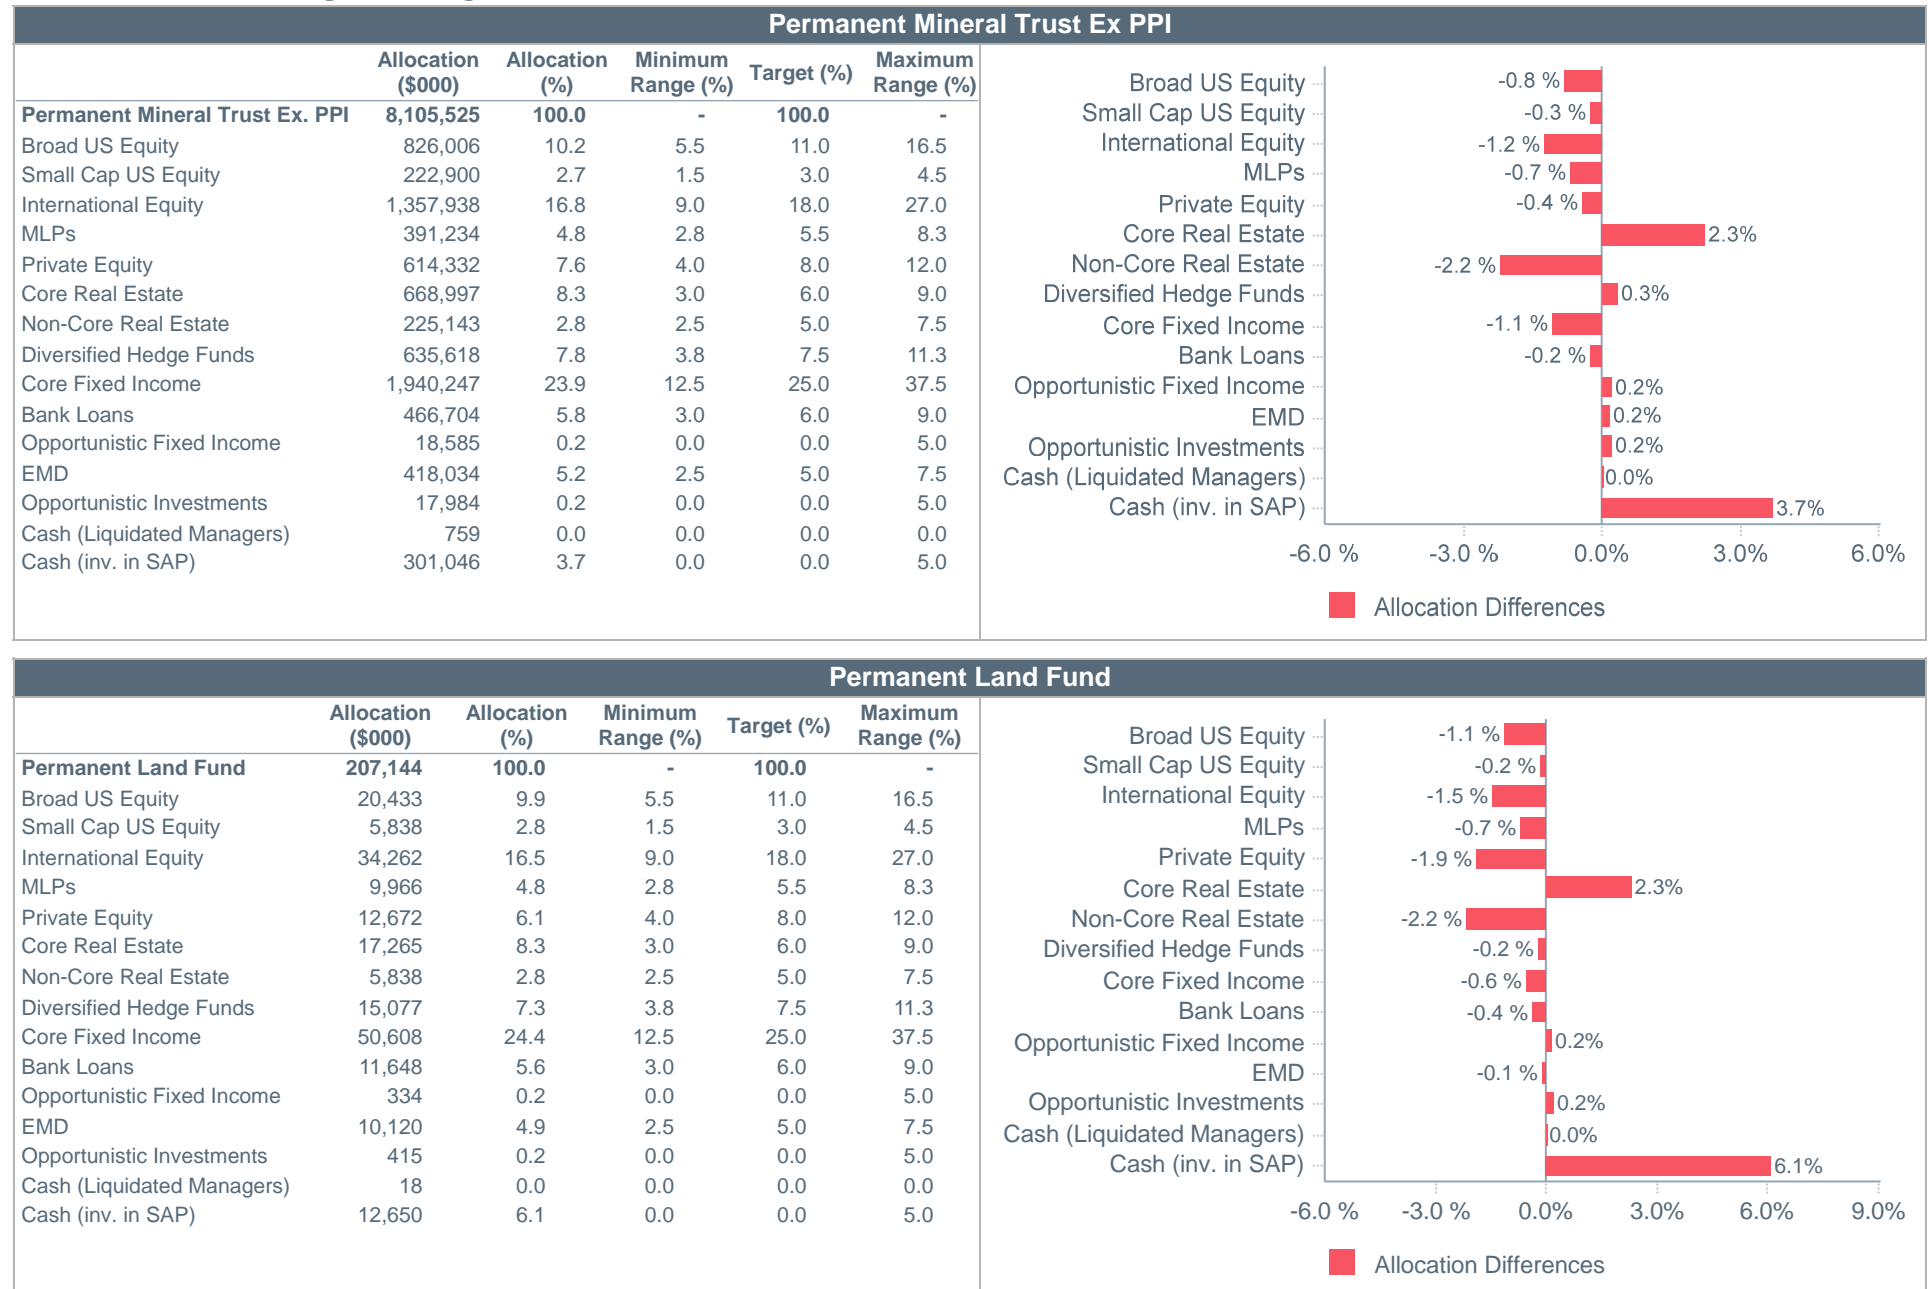 Permanent Mineral Trust Ex PPI
Allocation ($000) Allocation (%) Minimum Range (%) Target (%) Maximum Range (%)
Permanent Mineral Trust Ex. PPI 8,105,525 100.0 - 100.0 -
Broad US Equity 826,006 10.2 5.5 11.0 16.5
Small Cap US Equity 222,900 2.7 1.5 3.0 4.5
International Equity 1,357,938 16.8 9.0 18.0 27.0
MLPs 391,234 4.8 2.8 5.5 8.3
Private Equity 614,332 7.6 4.0 8.0 12.0
Core Real Estate 668,997 8.3 3.0 6.0 9.0
Non-Core Real Estate 225,143 2.8 2.5 5.0 7.5
Diversified Hedge Funds 635,618 7.8 3.8 7.5 11.3
Core Fixed Income 1,940,247 23.9 12.5 25.0 37.5
Bank Loans 466,704 5.8 3.0 6.0 9.0
Opportunistic Fixed Income 18,585 0.2 0.0 0.0 5.0
EMD 418,034 5.2 2.5 5.0 7.5
Opportunistic Investments 17,984 0.2 0.0 0.0 5.0
Cash (Liquidated Managers) 759 0.0 0.0 0.0 0.0
Cash (inv. in SAP) 301,046 3.7 0.0 0.0 5.0
Broad US Equity -0.8 %
Small Cap US Equity -0.3 %
International Equity -1.2 %
MLPs -0.7 %
Private Equity -0.4 %
Core Real Estate 2.3%
Non-Core Real Estate -2.2 %
Diversified Hedge Funds 0.3%
Core Fixed Income -1.1 %
Bank Loans -0.2 %
Opportunistic Fixed Income 0.2%
EMD 0.2%
Opportunistic Investments 0.2%
Cash (Liquidated Managers) 0.0%
Cash (inv. in SAP) 3.7%
-6.0 % -3.0 % 0.0% 3.0% 6.0%
Allocation Differences
Permanent Land Fund
Allocation ($000) Allocation (%) Minimum Range (%) Target (%) Maximum Range (%)
Permanent Land Fund 207,144 100.0 - 100.0 -
Broad US Equity 20,433 9.9 5.5 11.0 16.5
Small Cap US Equity 5,838 2.8 1.5 3.0 4.5
International Equity 34,262 16.5 9.0 18.0 27.0
MLPs 9,966 4.8 2.8 5.5 8.3
Private Equity 12,672 6.1 4.0 8.0 12.0
Core Real Estate 17,265 8.3 3.0 6.0 9.0
Non-Core Real Estate 5,838 2.8 2.5 5.0 7.5
Diversified Hedge Funds 15,077 7.3 3.8 7.5 11.3
Core Fixed Income 50,608 24.4 12.5 25.0 37.5
Bank Loans 11,648 5.6 3.0 6.0 9.0
Opportunistic Fixed Income 334 0.2 0.0 0.0 5.0
EMD 10,120 4.9 2.5 5.0 7.5
Opportunistic Investments 415 0.2 0.0 0.0 5.0
Cash (Liquidated Managers) 18 0.0 0.0 0.0 0.0
Cash (inv. in SAP) 12,650 6.1 0.0 0.0 5.0
Broad US Equity -1.1 %
Small Cap US Equity -0.2 %
International Equity -1.5 %
MLPs -0.7 %
Private Equity -1.9 %
Core Real Estate 2.3%
Non-Core Real Estate -2.2 %
Diversified Hedge Funds -0.2 %
Core Fixed Income -0.6 %
Bank Loans -0.4 %
Opportunistic Fixed Income 0.2%
EMD -0.1 %
Opportunistic Investments 0.2%
Cash (Liquidated Managers) 0.0%
Cash (inv. in SAP) 6.1%
-6.0 % -3.0 % 0.0% 3.0% 6.0% 9.0%
Allocation Differences